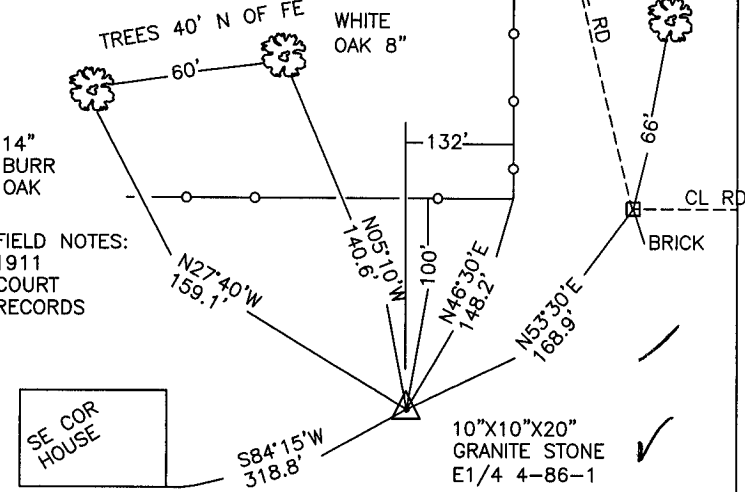 TREES 40' N OF FE
WHITE
OAK 8"
60'
RD
66'
132'
14"
BURR
OAK
CL RD
BRICK
FIELD NOTES:
1911
COURT
RECORDS
N27°40'W
159.1'
N05°10'W
140.6'
100'
N46°30'E
148.2'
N53°30'E
168.9'
SE COR
HOUSE
S84°15'W
318.8'
10"X10"X20"
GRANITE STONE
E1/4 4-86-1